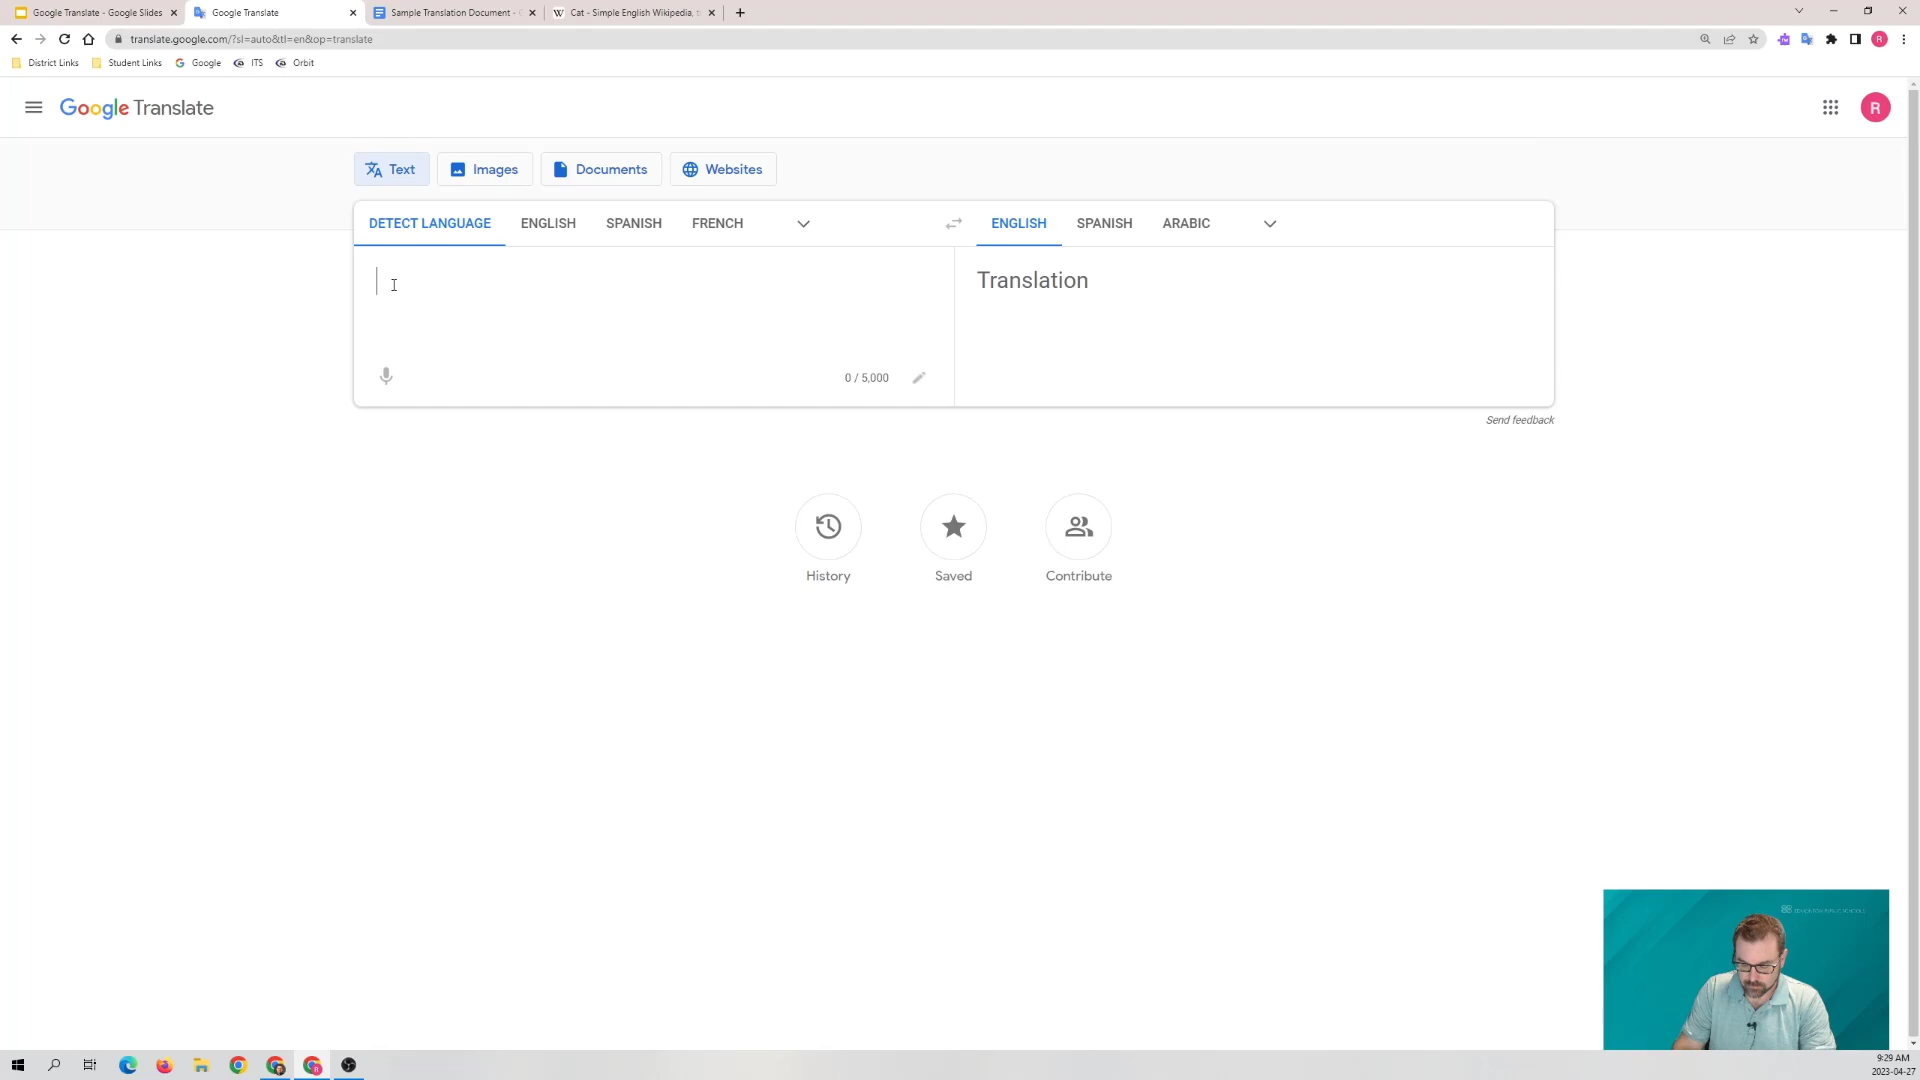 Google Translate - Google Slides
Google Translate
Sample Translation Document -
Cat - Simple English Wikipedia,
translate.google.com/?sl=auto&tl=en&op=translate
R
District Links
Student Links
Google
ITS
Orbit
Google Translate
R
Text
Images
Documents
Websites
DETECT LANGUAGE
ENGLISH
SPANISH
FRENCH
ENGLISH
SPANISH
ARABIC
Translation
0 / 5,000
Send feedback
History
Saved
Contribute
EDMONTON PUBLIC SCHOOLS
9:29 AM
2023-04-27